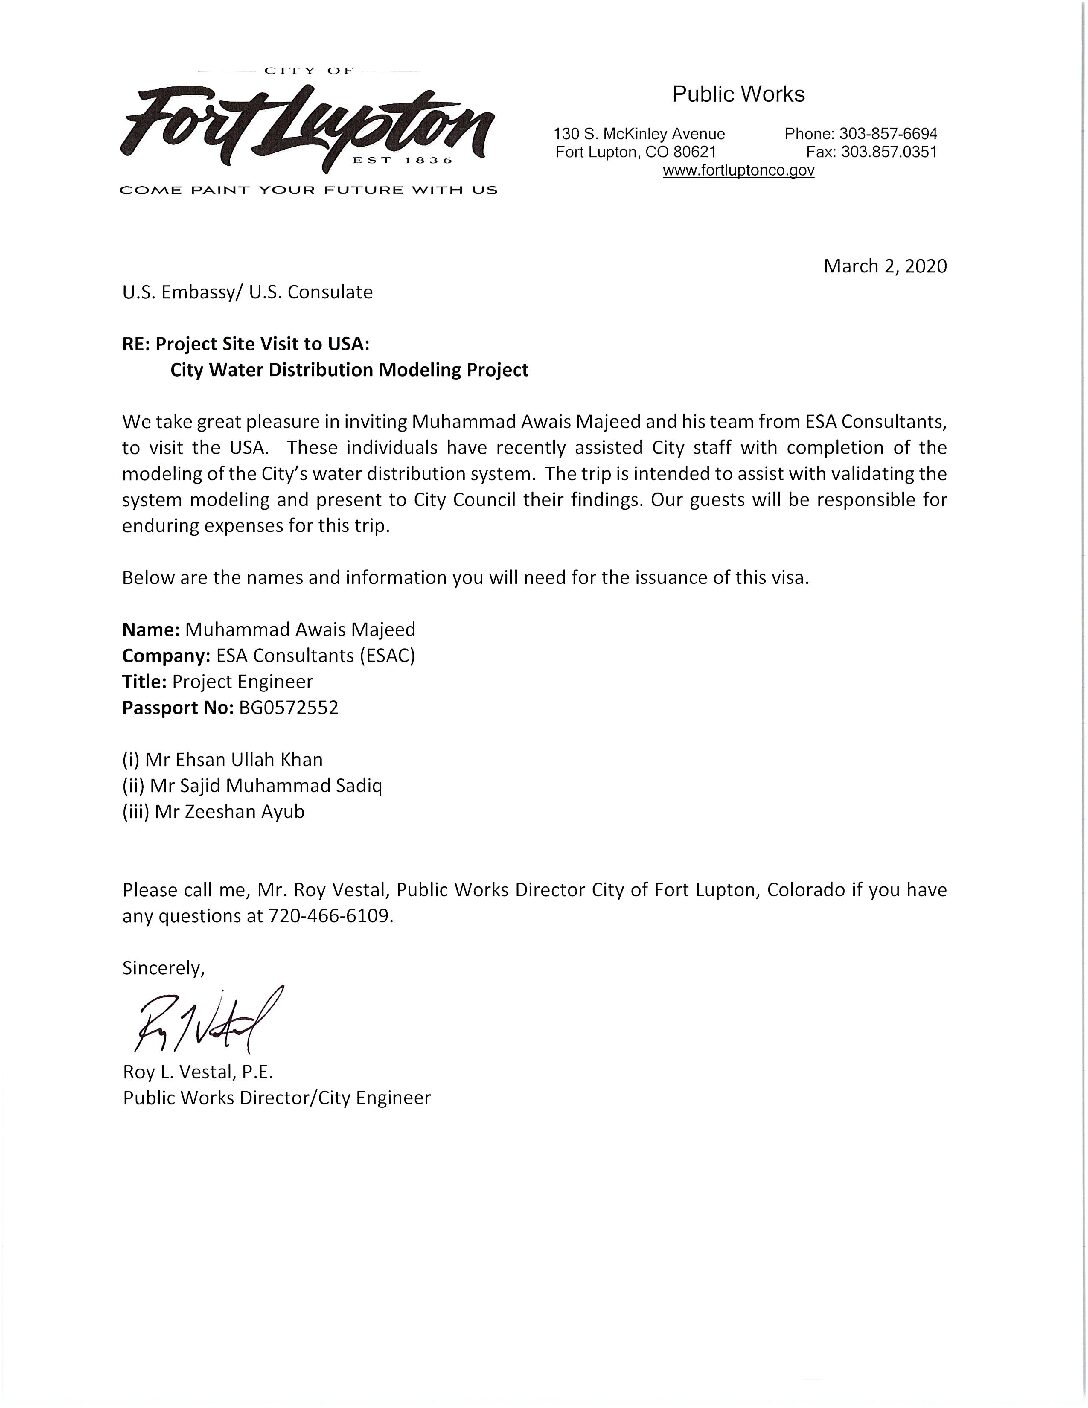 CITY OF
Fort Lupton
EST 1836
COME PAINT YOUR FUTURE WITH US
Public Works
130 S. McKinley Avenue Phone: 303-857-6694
Fort Lupton, CO 80621 Fax: 303.857.0351
www.fortluptonco.gov
March 2, 2020
U.S. Embassy/ U.S. Consulate
RE: Project Site Visit to USA:
City Water Distribution Modeling Project
We take great pleasure in inviting Muhammad Awais Majeed and his team from ESA Consultants,
to visit the USA. These individuals have recently assisted City staff with completion of the
modeling of the City's water distribution system. The trip is intended to assist with validating the
system modeling and present to City Council their findings. Our guests will be responsible for
enduring expenses for this trip.
Below are the names and information you will need for the issuance of this visa.
Name: Muhammad Awais Majeed
Company: ESA Consultants (ESAC)
Title: Project Engineer
Passport No: BG0572552
(i) Mr Ehsan Ullah Khan
(ii) Mr Sajid Muhammad Sadiq
(iii) Mr Zeeshan Ayub
Please call me, Mr. Roy Vestal, Public Works Director City of Fort Lupton, Colorado if you have
any questions at 720-466-6109.
Sincerely,
Roy L. Vestal, P.E.
Public Works Director/City Engineer